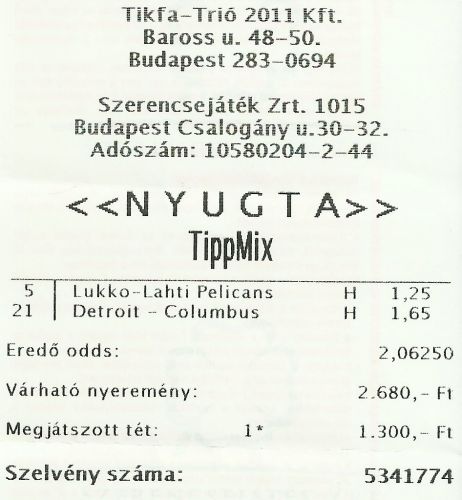 Tikfa-Trió 2011 Kft.
Baross u. 48-50.
Budapest 283-0694
Szerencsejáték Zrt. 1015
Budapest Csalogány u.30-32.
Adószám: 10580204-2-44
<<NYUGTA>>
TippMix
5 Lukko-Lahti Pelicans H 1,25
21 Detroit - Columbus H 1,65
Eredő odds: 2,06250
Várható nyeremény: 2.680,- Ft
Megjátszott tét: 1* 1.300,- Ft
Szelvény száma: 5341774